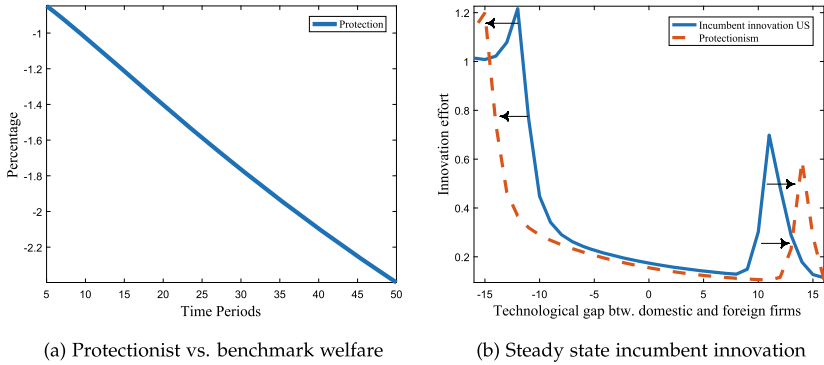 Protection
Percentage
-1
-1.2
-1.4
-1.6
-1.8
-2
-2.2
5 10 15 20 25 30 35 40 45 50
Time Periods
(a) Protectionist vs. benchmark welfare
Incumbent innovation US
Protectionism
Innovation effort
1.2
1
0.8
0.6
0.4
0.2
-15 -10 -5 0 5 10 15
Technological gap btw. domestic and foreign firms
(b) Steady state incumbent innovation